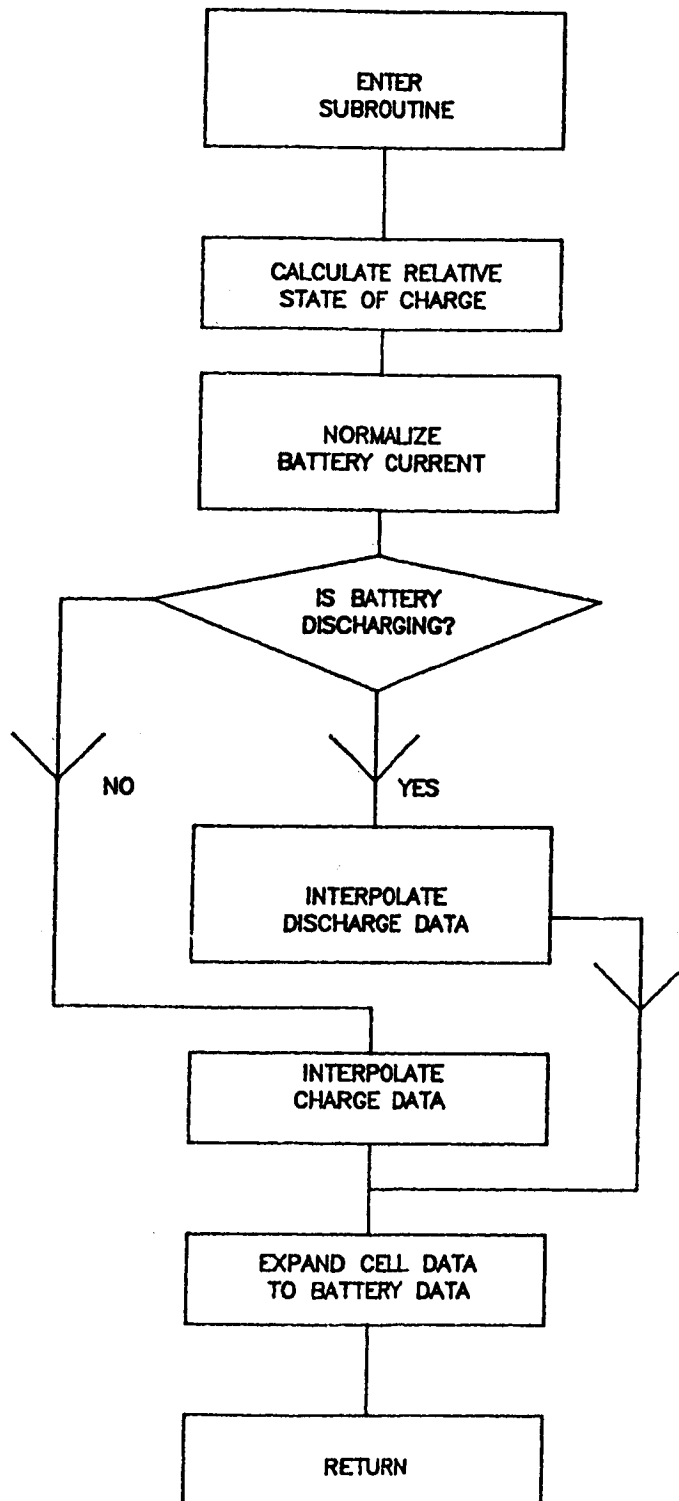 ENTER
SUBROUTINE
CALCULATE RELATIVE
STATE OF CHARGE
NORMALIZE
BATTERY CURRENT
IS BATTERY
DISCHARGING?
NO
YES
INTERPOLATE
DISCHARGE DATA
INTERPOLATE
CHARGE DATA
EXPAND CELL DATA
TO BATTERY DATA
RETURN